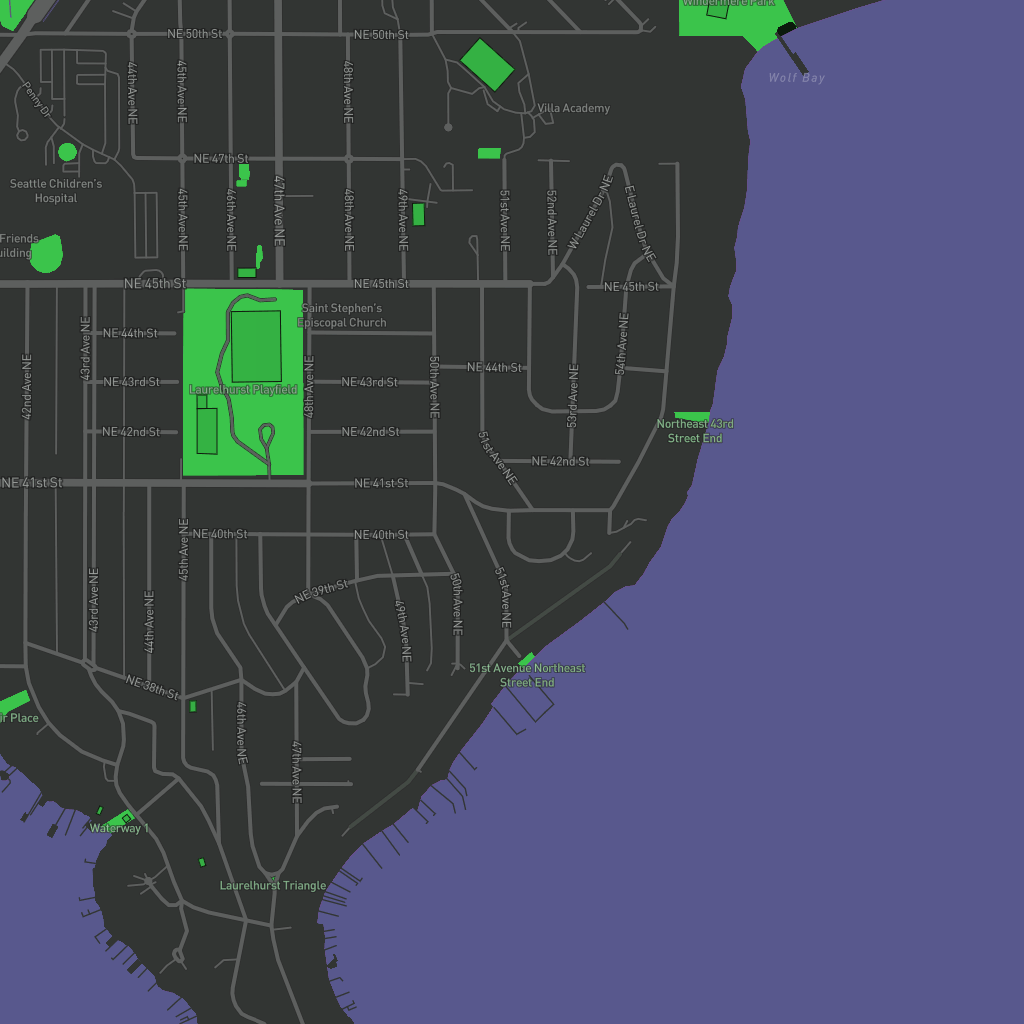 Windermere Park
NE 50th St
NE 50th St
Wolf Bay
44th Ave NE
45th Ave NE
48th Ave NE
Penny Dr
Villa Academy
NE 47th St
Seattle Children's
Hospital
45th Ave NE
46th Ave NE
47th Ave NE
48th Ave NE
49th Ave NE
51st Ave NE
52nd Ave NE
W Laurel Dr NE
E Laurel Dr NE
Friends
NE 45th St
NE 45th St
NE 45th St
Saint Stephen's
Episcopal Church
NE 44th St
43rd Ave NE
42nd Ave NE
48th Ave NE
50th Ave NE
54th Ave NE
NE 44th St
NE 43rd St
Laurelhurst Playfield
NE 43rd St
53rd Ave NE
Northeast 43rd
Street End
NE 42nd St
NE 42nd St
51st Ave NE
NE 42nd St
NE 41st St
NE 41st St
45th Ave NE
NE 40th St
NE 40th St
43rd Ave NE
44th Ave NE
NE 39th St
49th Ave NE
50th Ave NE
51st Ave NE
51st Avenue Northeast
Street End
NE 38th St
Place
46th Ave NE
47th Ave NE
Waterway 1
Laurelhurst Triangle